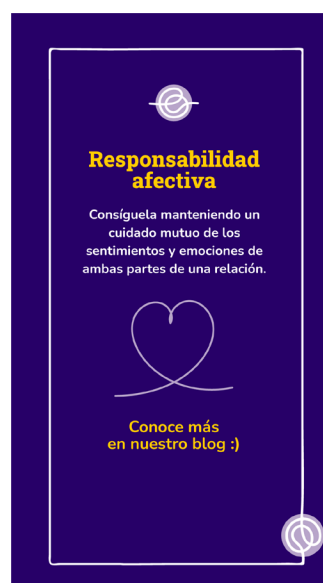 Responsabilidad
afectiva
Consíguela manteniendo un
cuidado mutuo de los
sentimientos y emociones de
ambas partes de una relación.
Conoce más
en nuestro blog :)